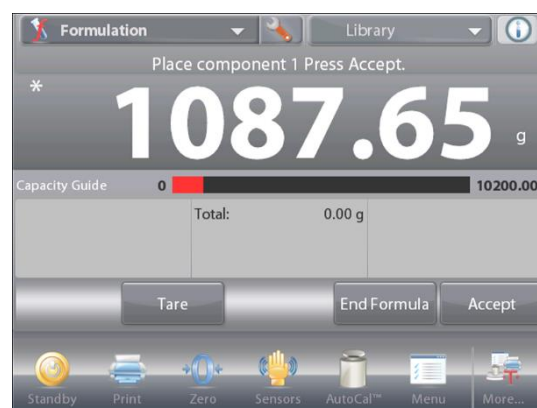 Formulation
Library
Place component 1 Press Accept.
* 1087.65 g
Capacity Guide 0 10200.00
Total: 0.00 g
Tare End Formula Accept
Standby Print Zero Sensors AutoCal™ Menu More...